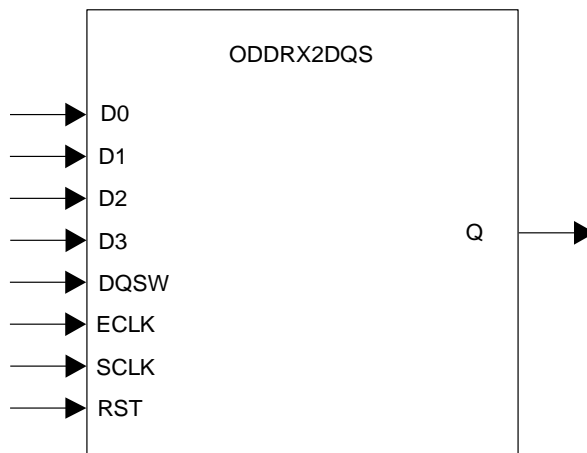 ODDRX2DQS
D0
D1
D2
D3
Q
DQSW
ECLK
SCLK
RST